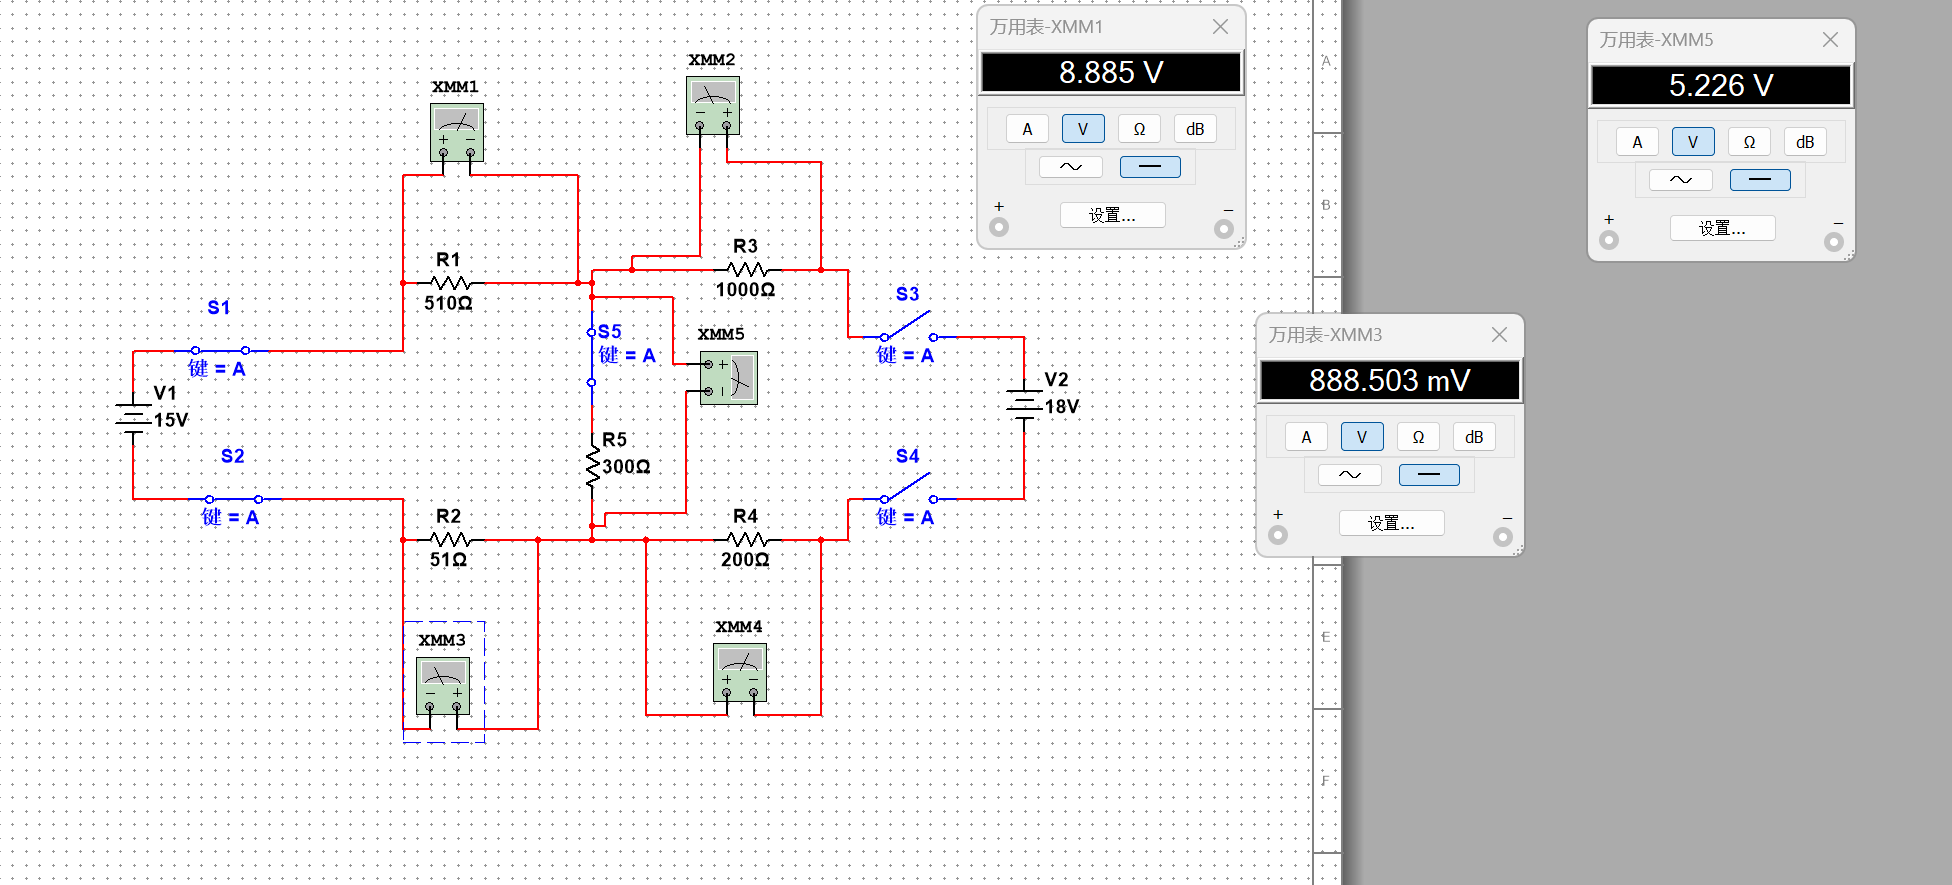 万用表-XMM1
8.885 V
A
V
Ω
dB
+
设置...
−
万用表-XMM5
5.226 V
A
V
Ω
dB
+
设置...
−
万用表-XMM3
888.503 mV
A
V
Ω
dB
+
设置...
−
A
B
E
F
XMM1
+ −
XMM2
− +
R1
510Ω
R3
1000Ω
S1
键 = A
S3
键 = A
S5
键 = A
XMM5
+
−
V1
15V
V2
18V
R5
300Ω
S2
键 = A
S4
键 = A
R2
51Ω
R4
200Ω
XMM3
− +
XMM4
+ −